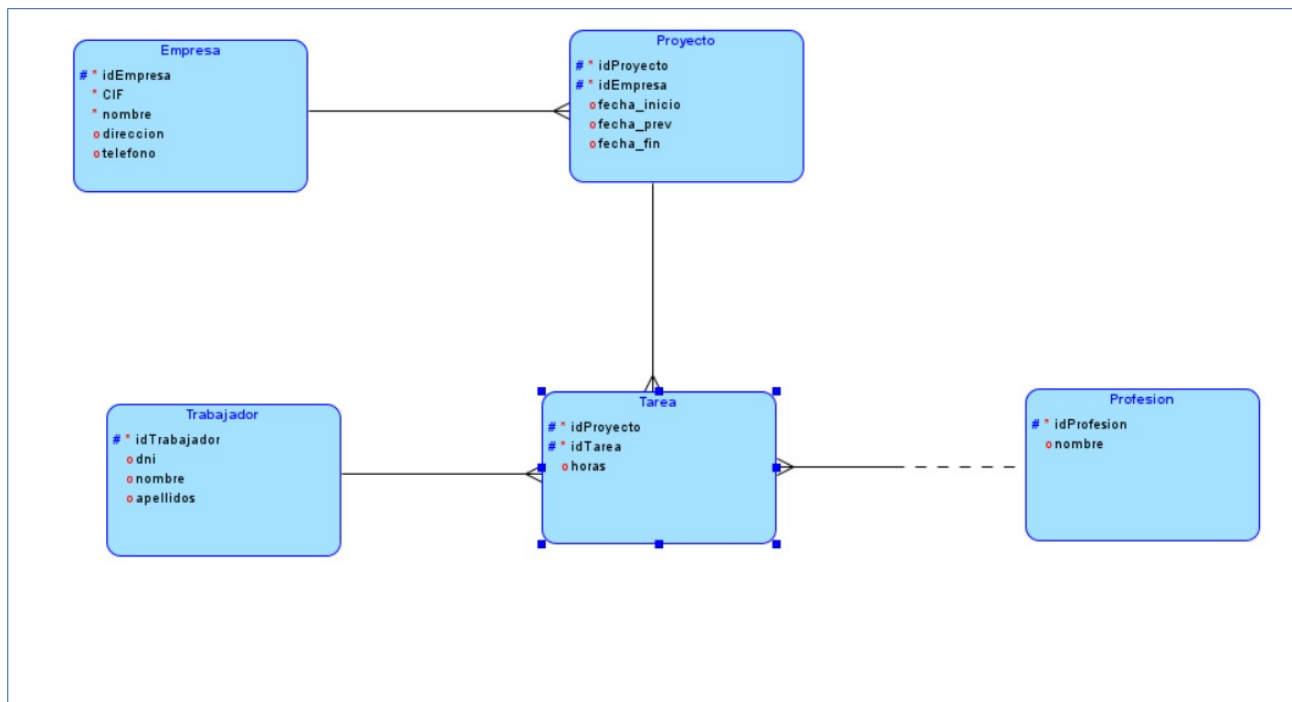 Empresa
# * idEmpresa
* CIF
* nombre
o direccion
o telefono
Proyecto
# * idProyecto
# * idEmpresa
o fecha_inicio
o fecha_prev
o fecha_fin
Trabajador
# * idTrabajador
o dni
o nombre
o apellidos
Tarea
# * idProyecto
# * idTarea
o horas
Profesion
# * idProfesion
o nombre